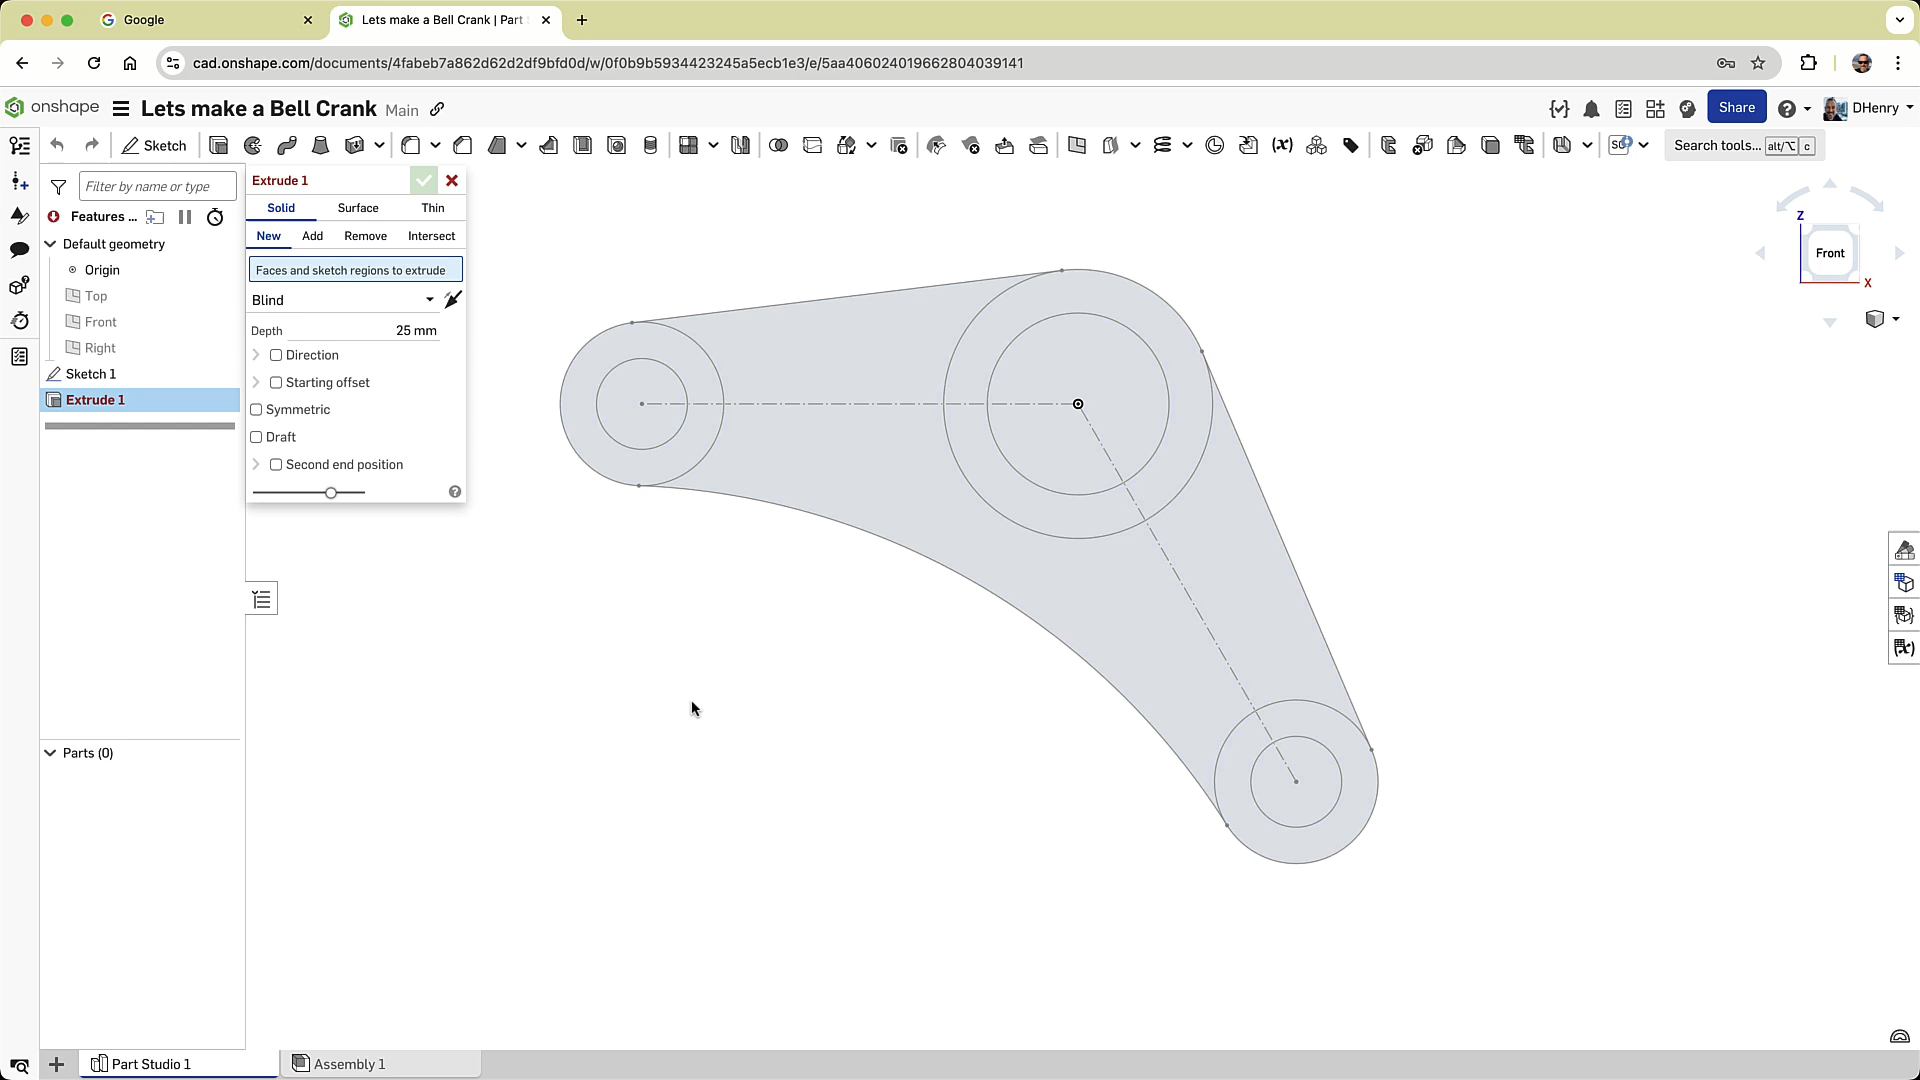 Google
Lets make a Bell Crank | Part
cad.onshape.com/documents/4fabeb7a862d62d2df9bfd0d/w/0f0b9b5934423245a5ecb1e3/e/5aa406024019662804039141
onshape
Lets make a Bell Crank Main
Share
DHenry
Sketch
Search tools... alt/⌥ c
Filter by name or type
Features ...
Default geometry
Origin
Top
Front
Right
Sketch 1
Extrude 1
Extrude 1
Solid Surface Thin
New Add Remove Intersect
Faces and sketch regions to extrude
Blind
Depth 25 mm
Direction
Starting offset
Symmetric
Draft
Second end position
Z
Front
X
Parts (0)
Part Studio 1
Assembly 1